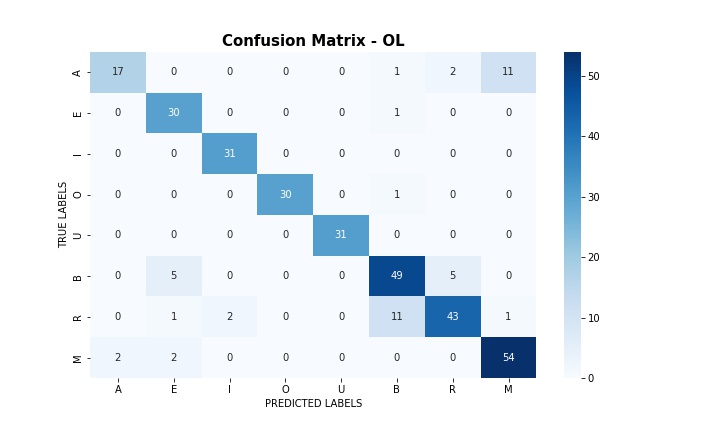 Confusion Matrix - OL
TRUE LABELS
A 17 0 0 0 0 1 2 11
E 0 30 0 0 0 1 0 0
I 0 0 31 0 0 0 0 0
O 0 0 0 30 0 1 0 0
U 0 0 0 0 31 0 0 0
B 0 5 0 0 0 49 5 0
R 0 1 2 0 0 11 43 1
M 2 2 0 0 0 0 0 54
A E I O U B R M
PREDICTED LABELS
50
40
30
20
10
0